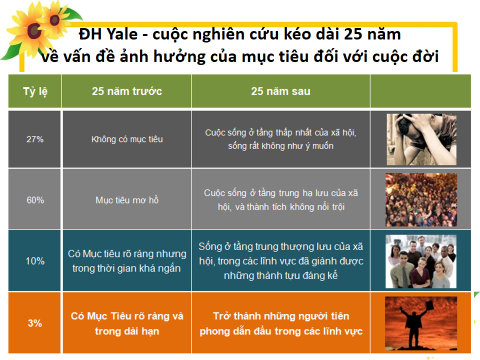 ĐH Yale - cuộc nghiên cứu kéo dài 25 năm
về vấn đề ảnh hưởng của mục tiêu đối với cuộc đời
Tỷ lệ 25 năm trước 25 năm sau
27% Không có mục tiêu
Cuộc sống ở tầng thấp nhất của xã hội,
sống rất không như ý muốn
60% Mục tiêu mơ hồ
Cuộc sống ở tầng trung hạ lưu của xã
hội, và thành tích không nổi trội
10%
Có Mục tiêu rõ ràng nhưng
trong thời gian khá ngắn
Sống ở tầng trung thượng lưu của xã
hội, trong các lĩnh vực đã giành được
những thành tựu đáng kể
3%
Có Mục Tiêu rõ ràng và
trong dài hạn
Trở thành những người tiên
phong dẫn đầu trong các lĩnh vực